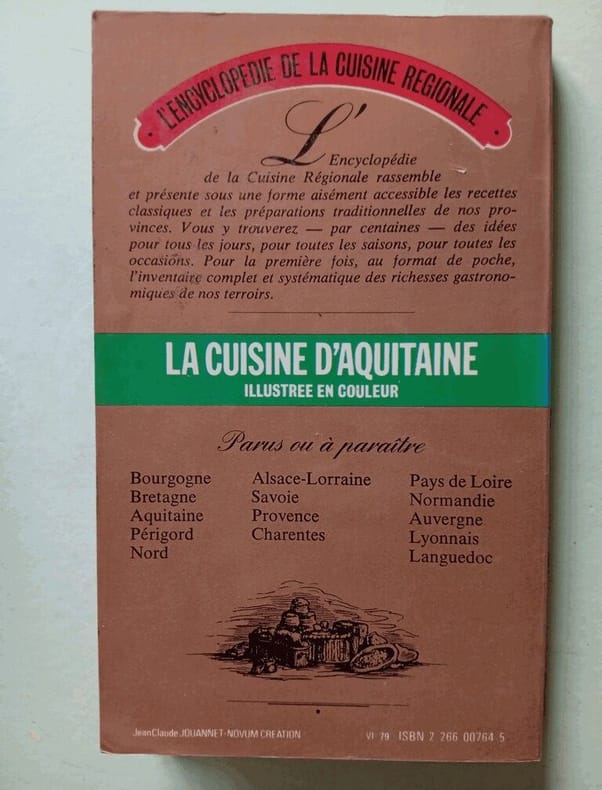 L'ENCYCLOPEDIE DE LA CUISINE REGIONALE
L'Encyclopédie
de la Cuisine Régionale rassemble
et présente sous une forme aisément accessible les recettes
classiques et les préparations traditionnelles de nos pro-
vinces. Vous y trouverez — par centaines — des idées
pour tous les jours, pour toutes les saisons, pour toutes les
occasions. Pour la première fois, au format de poche,
l'inventaire complet et systématique des richesses gastrono-
miques de nos terroirs.
LA CUISINE D'AQUITAINE
ILLUSTREE EN COULEUR
Parus ou à paraître
Bourgogne
Bretagne
Aquitaine
Périgord
Nord
Alsace-Lorraine
Savoie
Provence
Charentes
Pays de Loire
Normandie
Auvergne
Lyonnais
Languedoc
JeanClaude JOUANNET-NOVUM CREATION
VI 79 ISBN 2 266 00764 5